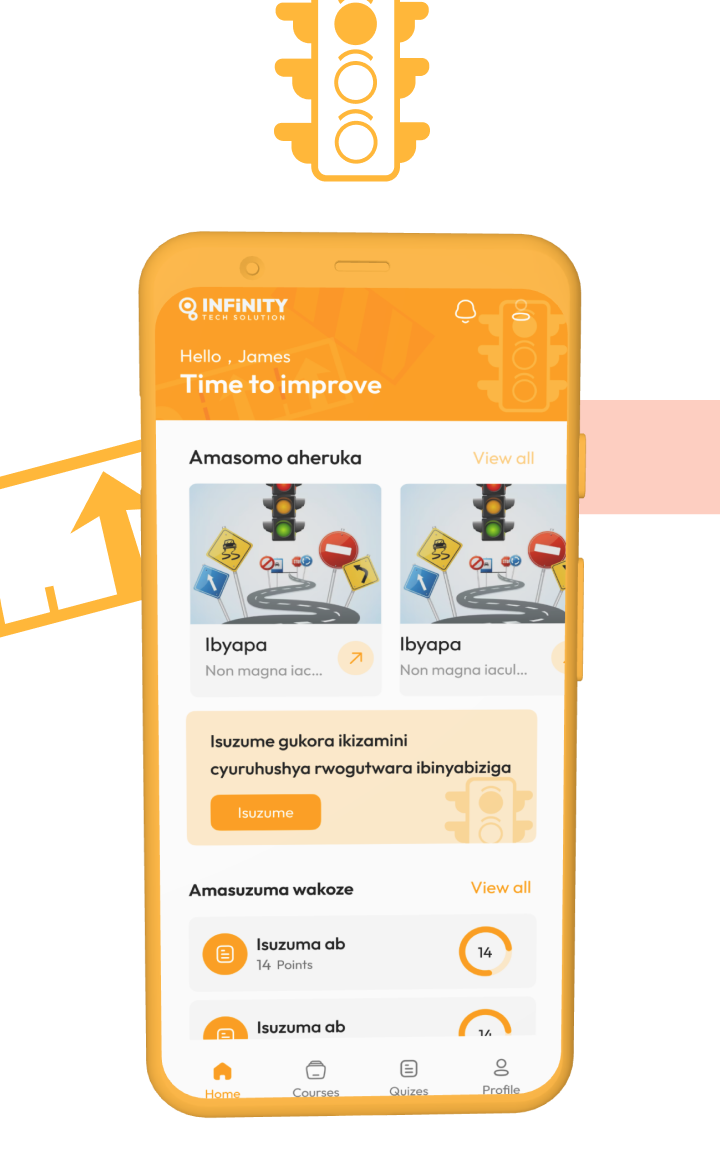 INFINITY
TECH SOLUTION
Hello , James
Time to improve
Amasomo aheruka
View all
Ibyapa
Non magna iac...
Ibyapa
Non magna iacul...
Isuzume gukora ikizamini
cyuruhushya rwogutwara ibinyabiziga
Isuzume
Amasuzuma wakoze
View all
Isuzuma ab
14 Points
14
Isuzuma ab
14
Home
Courses
Quizes
Profile